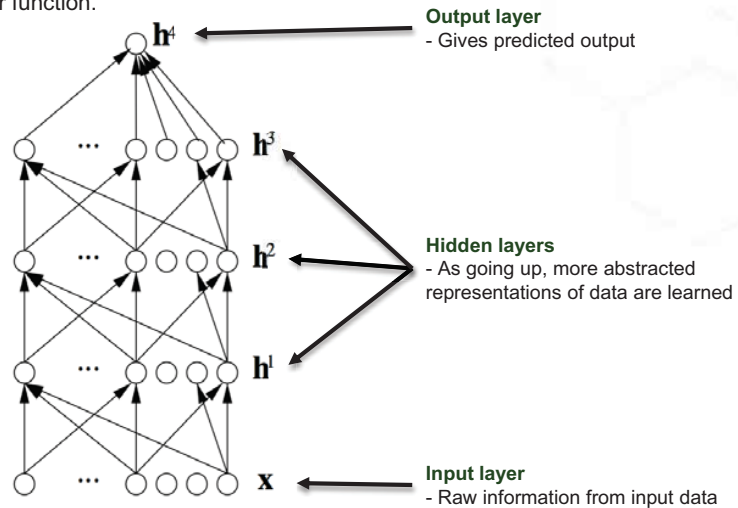 r function.
h⁴
Output layer
- Gives predicted output
...
h³
...
h²
Hidden layers
- As going up, more abstracted
representations of data are learned
...
h¹
...
x
Input layer
- Raw information from input data